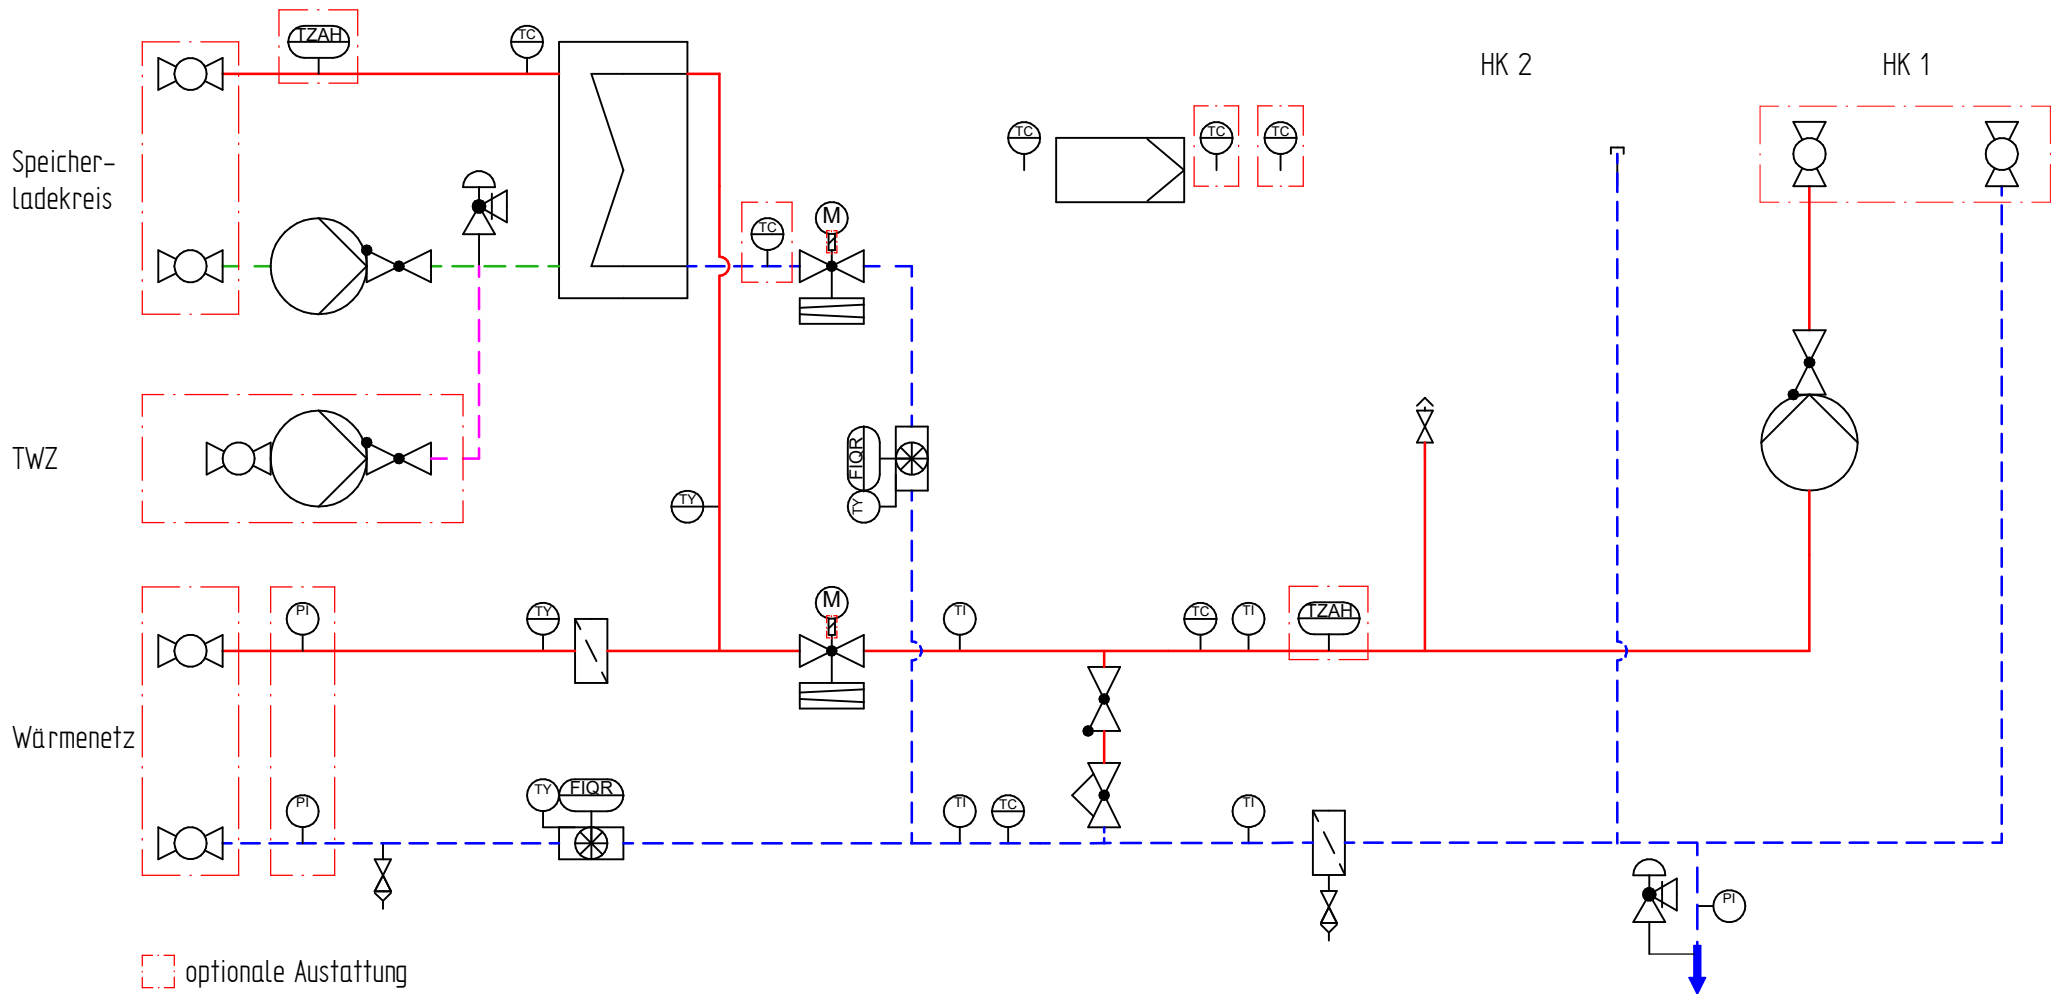 TZAH
TC
HK 2
HK 1
TC
TC
TC
Speicher-
ladekreis
TC
M
FIQR
TY
TWZ
TY
PI
TY
M
TI
TC
TI
TZAH
Wärmenetz
PI
TY
FIQR
TI
TC
TI
PI
optionale Austattung